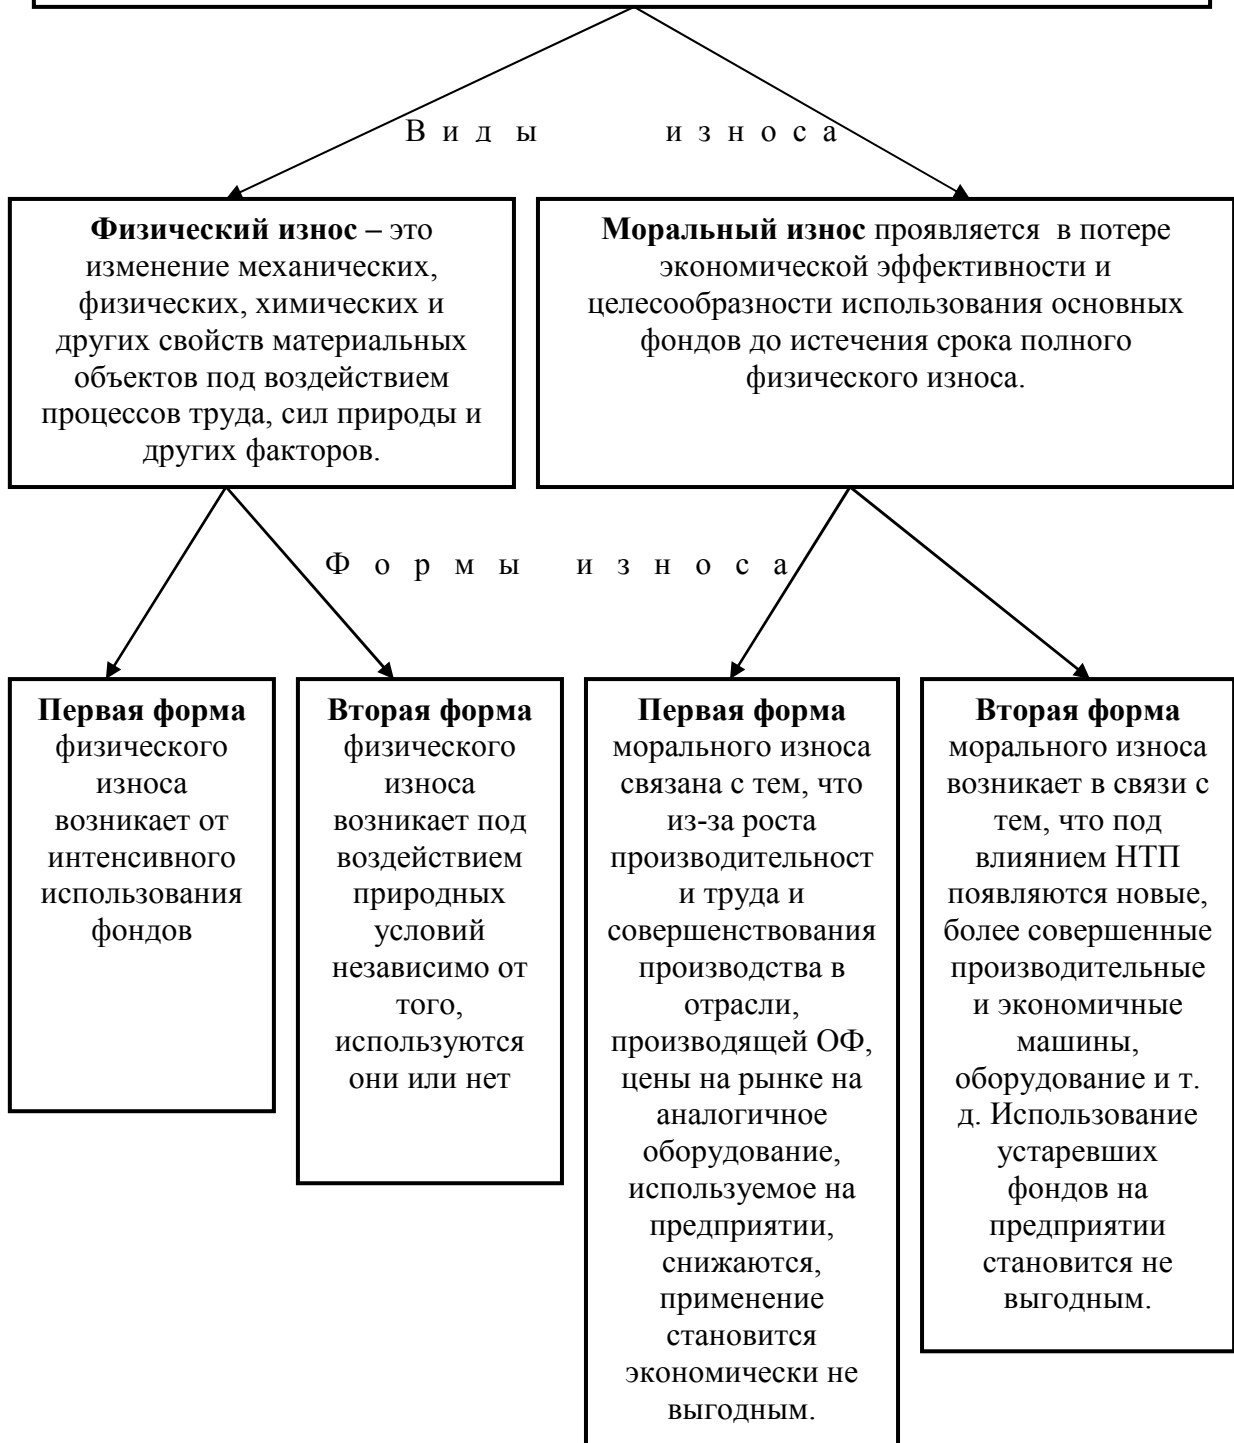 В и д ы и з н о с а
Физический износ – это
изменение механических,
физических, химических и
других свойств материальных
объектов под воздействием
процессов труда, сил природы и
других факторов.
Моральный износ проявляется в потере
экономической эффективности и
целесообразности использования основных
фондов до истечения срока полного
физического износа.
Ф о р м ы и з н о с а
Первая форма
физического
износа
возникает от
интенсивного
использования
фондов
Вторая форма
физического
износа
возникает под
воздействием
природных
условий
независимо от
того,
используются
они или нет
Первая форма
морального износа
связана с тем, что
из-за роста
производительност
и труда и
совершенствования
производства в
отрасли,
производящей ОФ,
цены на рынке на
аналогичное
оборудование,
используемое на
предприятии,
снижаются,
применение
становится
экономически не
выгодным.
Вторая форма
морального износа
возникает в связи с
тем, что под
влиянием НТП
появляются новые,
более совершенные
производительные
и экономичные
машины,
оборудование и т.
д. Использование
устаревших
фондов на
предприятии
становится не
выгодным.